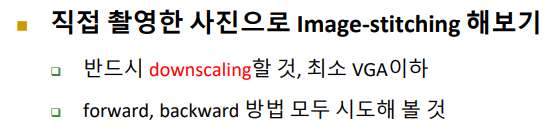 직접 촬영한 사진으로 Image-stitching 해보기
반드시 downscaling할 것, 최소 VGA이하
forward, backward 방법 모두 시도해 볼 것